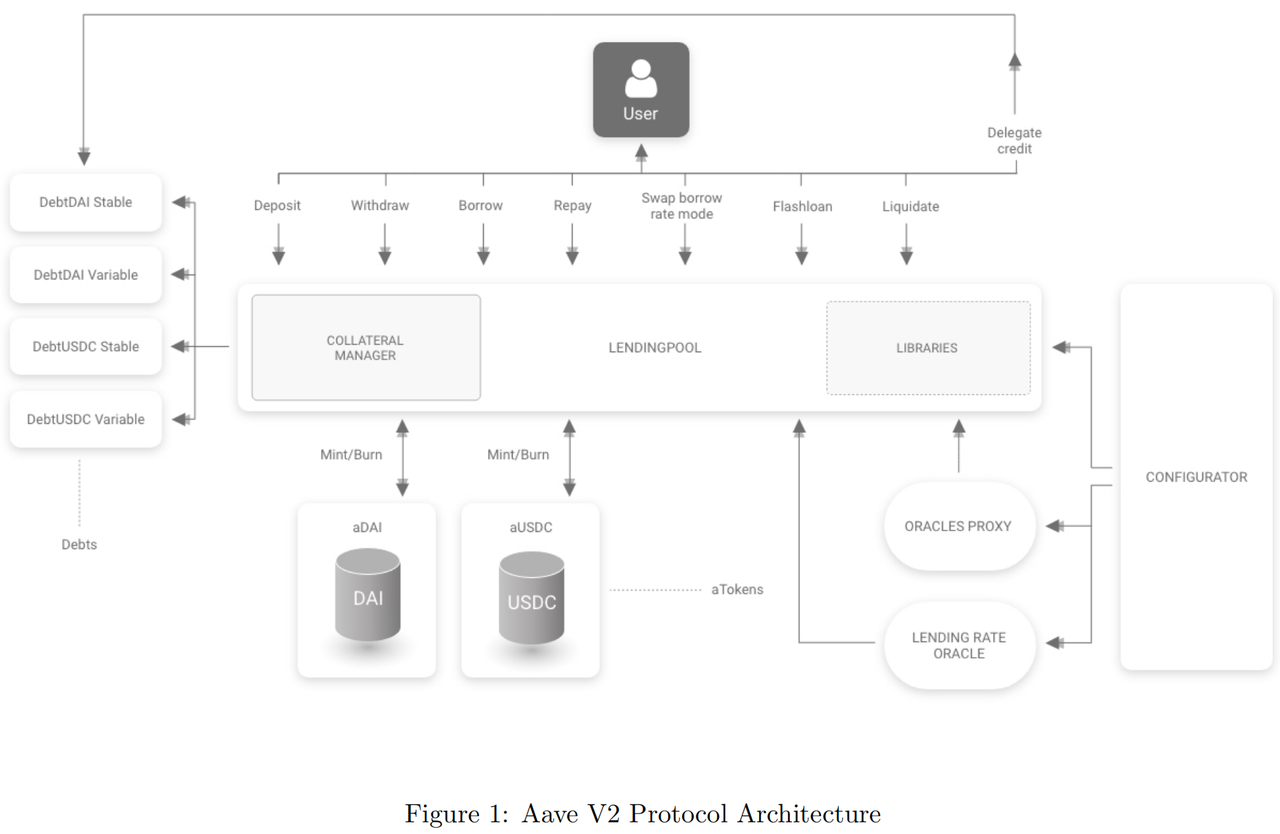 User
Delegate
credit
Deposit
Withdraw
Borrow
Repay
Swap borrow
rate mode
Flashloan
Liquidate
DebtDAI Stable
DebtDAI Variable
DebtUSDC Stable
DebtUSDC Variable
Debts
COLLATERAL
MANAGER
LENDINGPOOL
LIBRARIES
Mint/Burn
Mint/Burn
aDAI
DAI
aUSDC
USDC
aTokens
ORACLES PROXY
LENDING RATE
ORACLE
CONFIGURATOR
Figure 1: Aave V2 Protocol Architecture